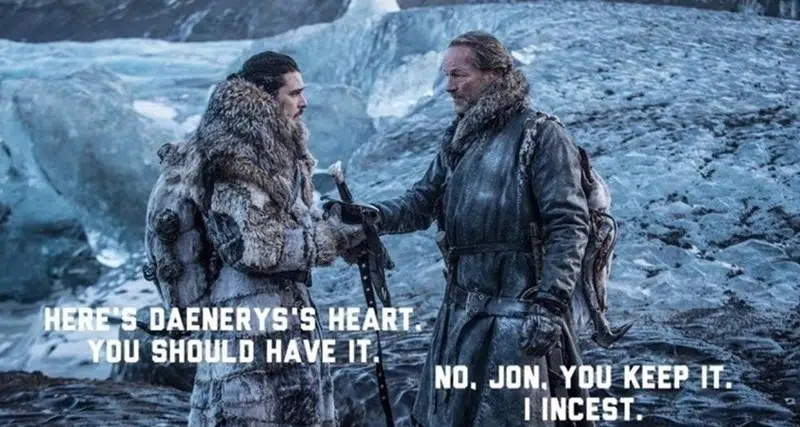 HERE'S DAENERYS'S HEART.
YOU SHOULD HAVE IT.
NO, JON, YOU KEEP IT.
I INCEST.